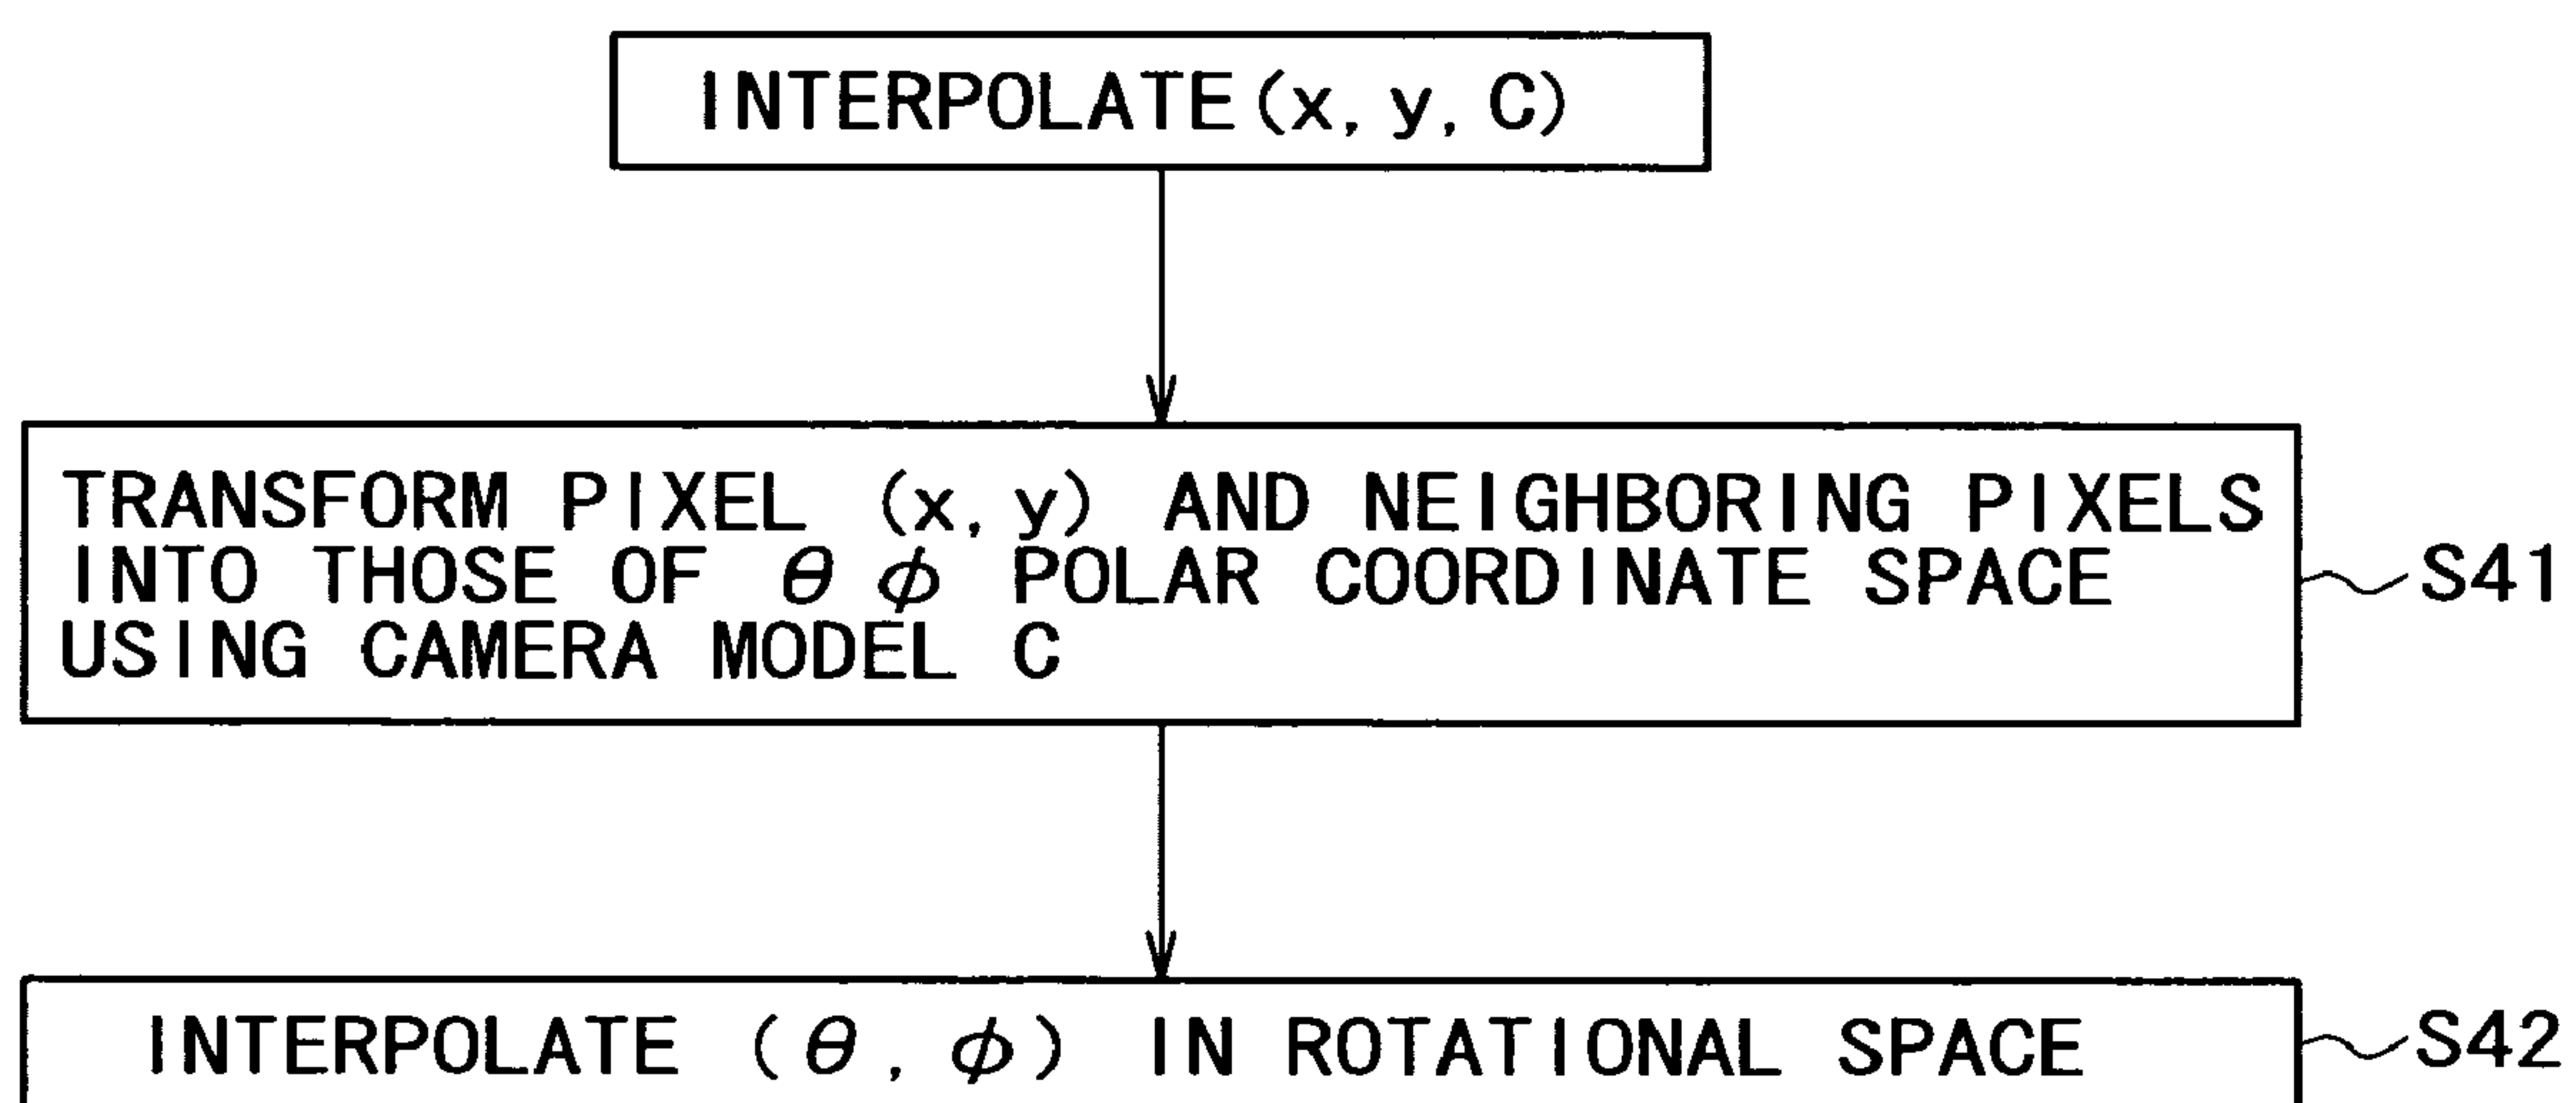 INTERPOLATE(x, y, C)
TRANSFORM PIXEL (x, y) AND NEIGHBORING PIXELS
INTO THOSE OF θ φ POLAR COORDINATE SPACE
USING CAMERA MODEL C
S41
INTERPOLATE (θ, φ) IN ROTATIONAL SPACE
S42